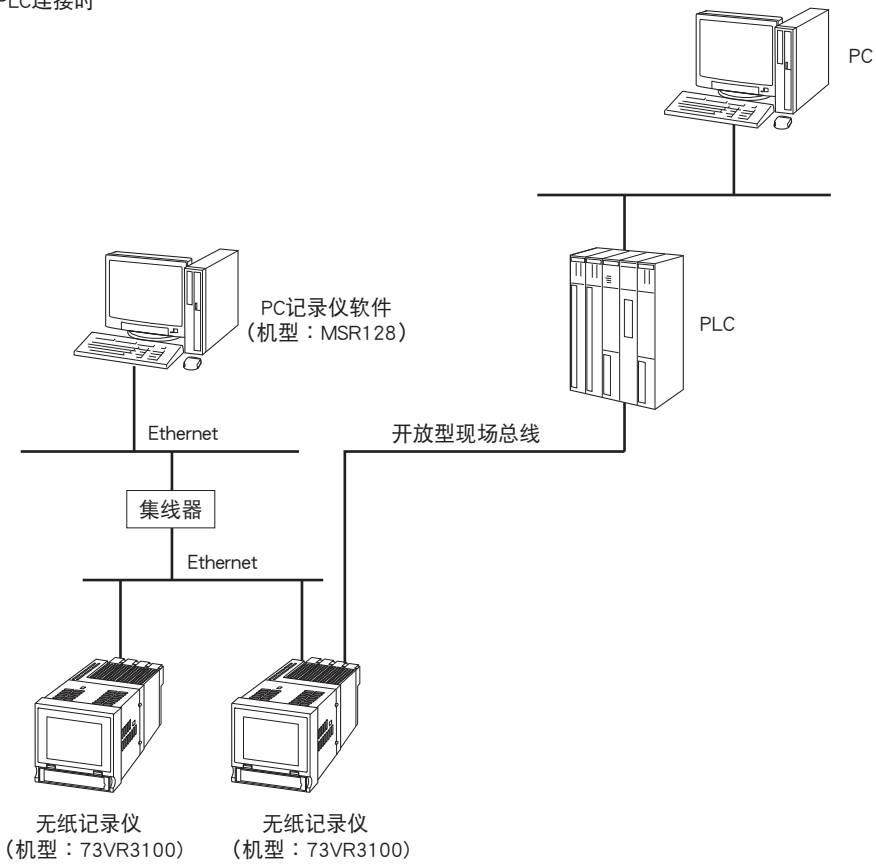 PLC连接时
PC
PC记录仪软件
（机型：MSR128）
PLC
Ethernet
开放型现场总线
集线器
Ethernet
无纸记录仪
（机型：73VR3100）
无纸记录仪
（机型：73VR3100）